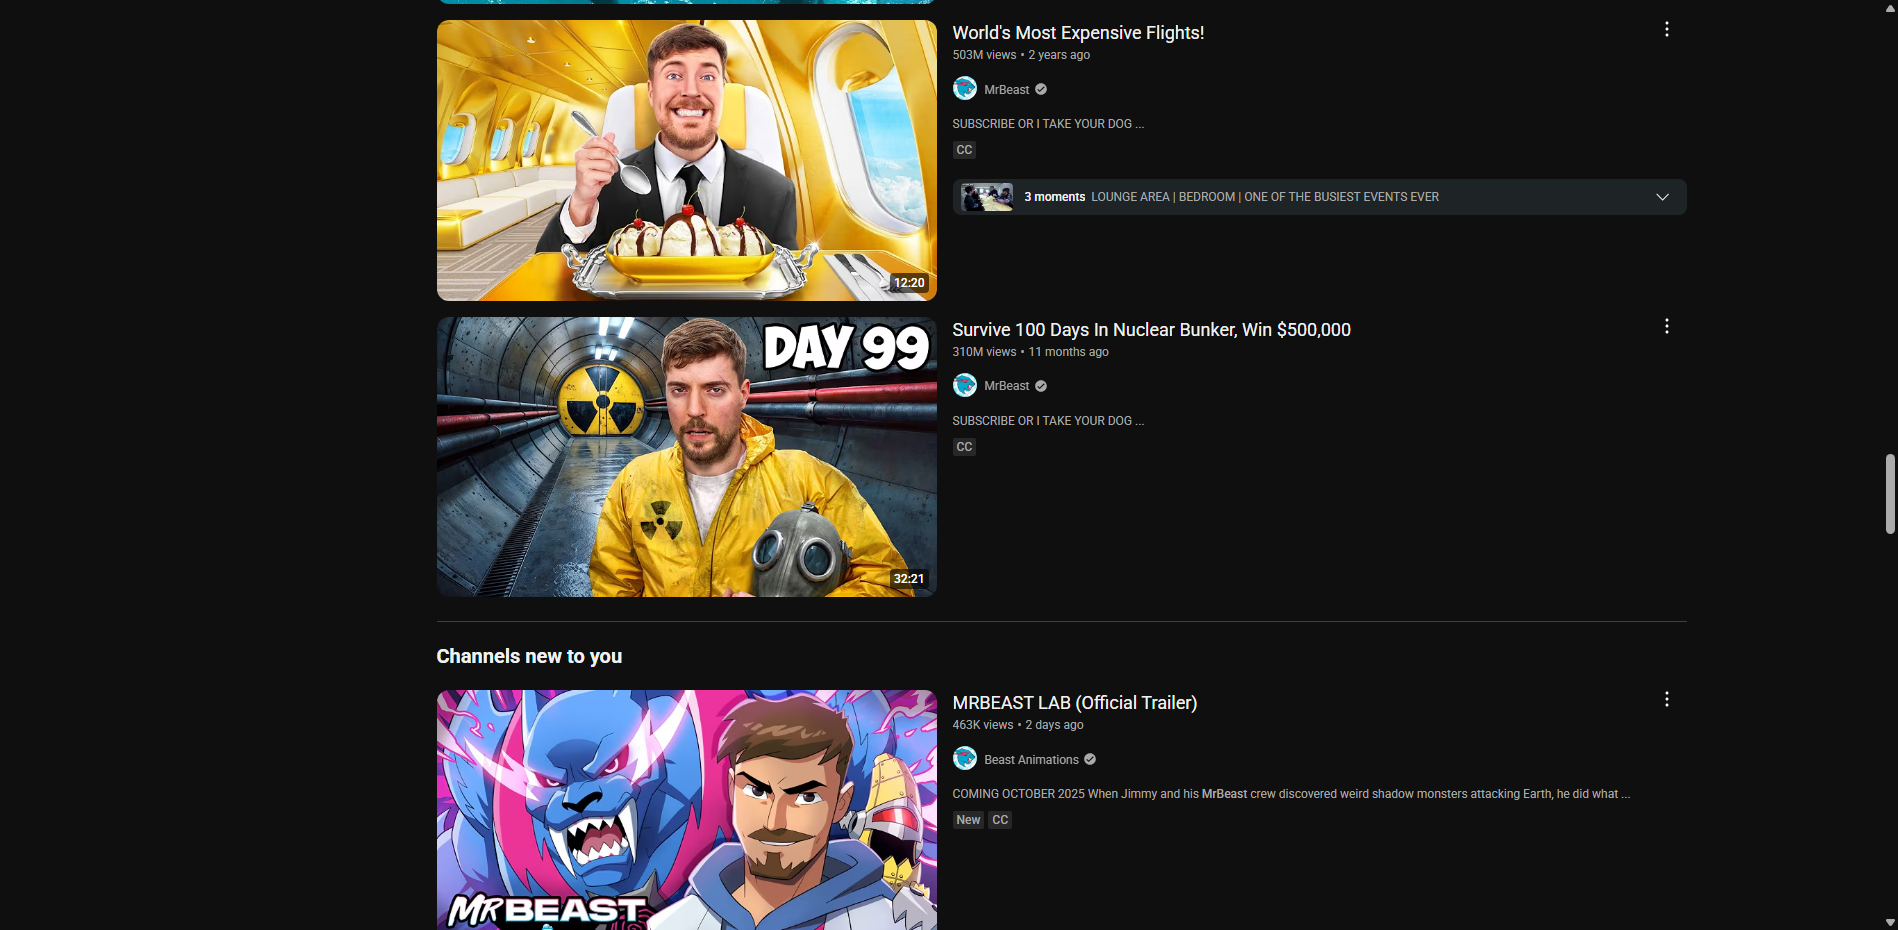 World's Most Expensive Flights!
503M views • 2 years ago
MrBeast
SUBSCRIBE OR I TAKE YOUR DOG ...
CC
3 moments LOUNGE AREA | BEDROOM | ONE OF THE BUSIEST EVENTS EVER
12:20
DAY 99
32:21
Survive 100 Days In Nuclear Bunker, Win $500,000
310M views • 11 months ago
MrBeast
SUBSCRIBE OR I TAKE YOUR DOG ...
CC
Channels new to you
MRBEAST
MRBEAST LAB (Official Trailer)
463K views • 2 days ago
Beast Animations
COMING OCTOBER 2025 When Jimmy and his MrBeast crew discovered weird shadow monsters attacking Earth, he did what ...
New CC